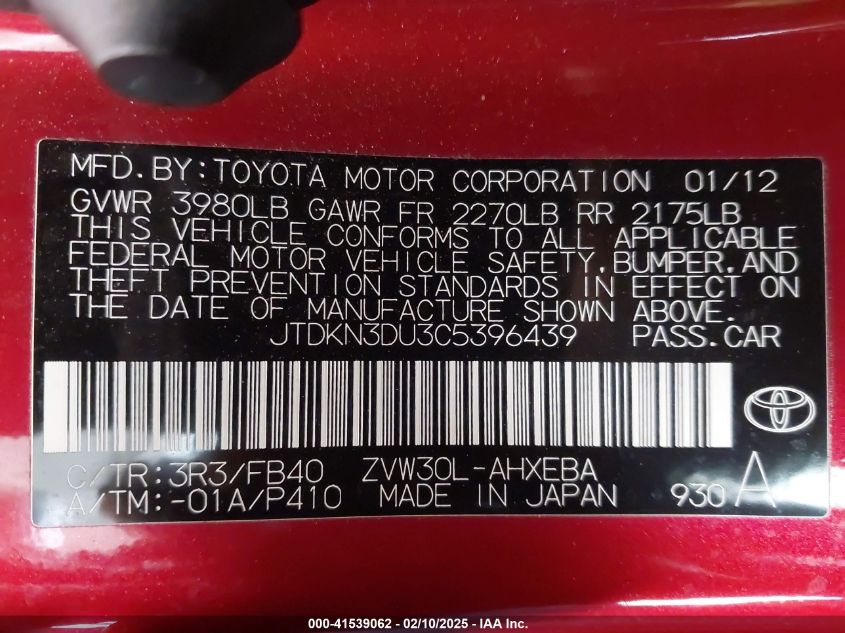 MFD.BY:TOYOTA MOTOR CORPORATION 01/12
GVWR 3980LB GAWR FR 2270LB RR 2175LB
THIS VEHICLE CONFORMS TO ALL APPLICABLE
FEDERAL MOTOR VEHICLE SAFETY,BUMPER,AND
THEFT PREVENTION STANDARDS IN EFFECT ON
THE DATE OF MANUFACTURE SHOWN ABOVE.
JTDKN3DU3C5396439 PASS.CAR
C/TR:3R3/FB40 ZVW30L-AHXEBA
A/TM:-01A/P410 MADE IN JAPAN 930 A
000-41539062 - 02/10/2025 - IAA Inc.